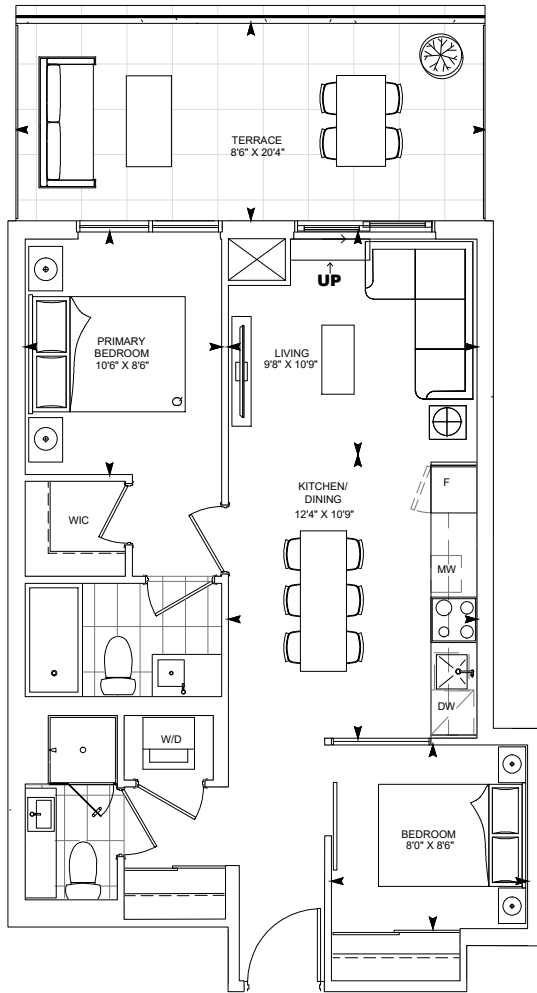 TERRACE
8'6" X 20'4"
UP
PRIMARY
BEDROOM
10'6" X 8'6"
LIVING
9'8" X 10'9"
KITCHEN/
DINING
12'4" X 10'9"
F
WIC
MW
DW
W/D
BEDROOM
8'0" X 8'6"